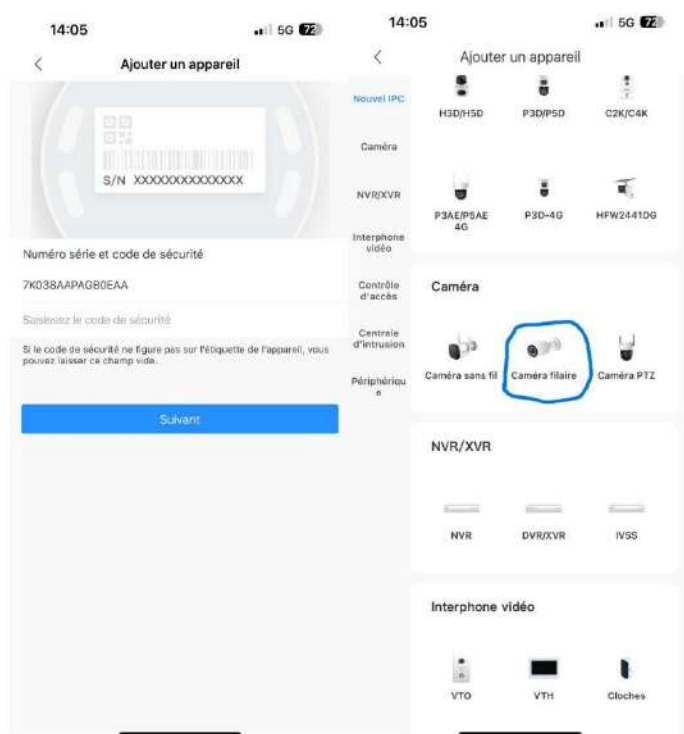 14:05
5G 72
Ajouter un appareil
S/N XXXXXXXXXXXXXX
Numéro série et code de sécurité
7K038AAPAGB0EAA
Saisissez le code de sécurité
Si le code de sécurité ne figure pas sur l'étiquette de l'appareil, vous
pouvez laisser ce champ vide.
Suivant
14:05
5G 72
Ajouter un appareil
Nouvel IPC
Caméra
NVR/XVR
Interphone
vidéo
Contrôle
d'accès
Centrale
d'intrusion
Périphériqu
e
H3D/H5D
P3D/P5D
C2K/C4K
P3AE/P5AE
4G
P3D-4G
HFW2441DG
Caméra
Caméra sans fil
Caméra filaire
Caméra PTZ
NVR/XVR
NVR
DVR/XVR
IVSS
Interphone vidéo
VTO
VTH
Cloches